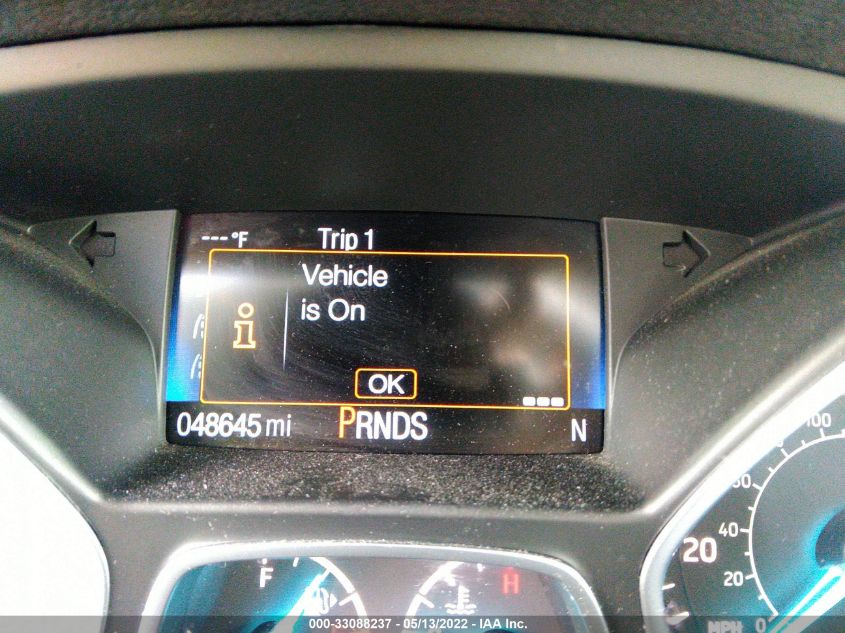 ---°F Trip 1
Vehicle
is On
OK
048645 mi PRNDS N
F H
100
80
60
40
20 20
MPH 0
000-33088237 - 05/13/2022 - IAA Inc.